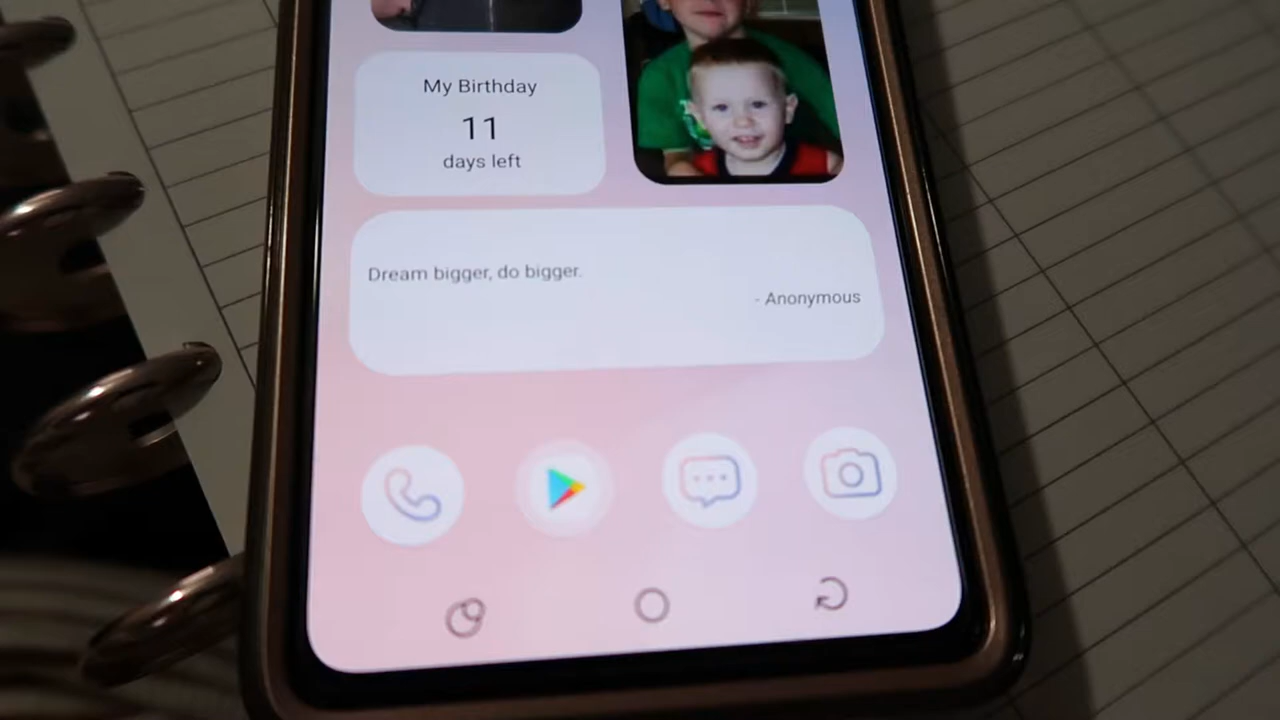 My Birthday
11
days left
Dream bigger, do bigger.
- Anonymous